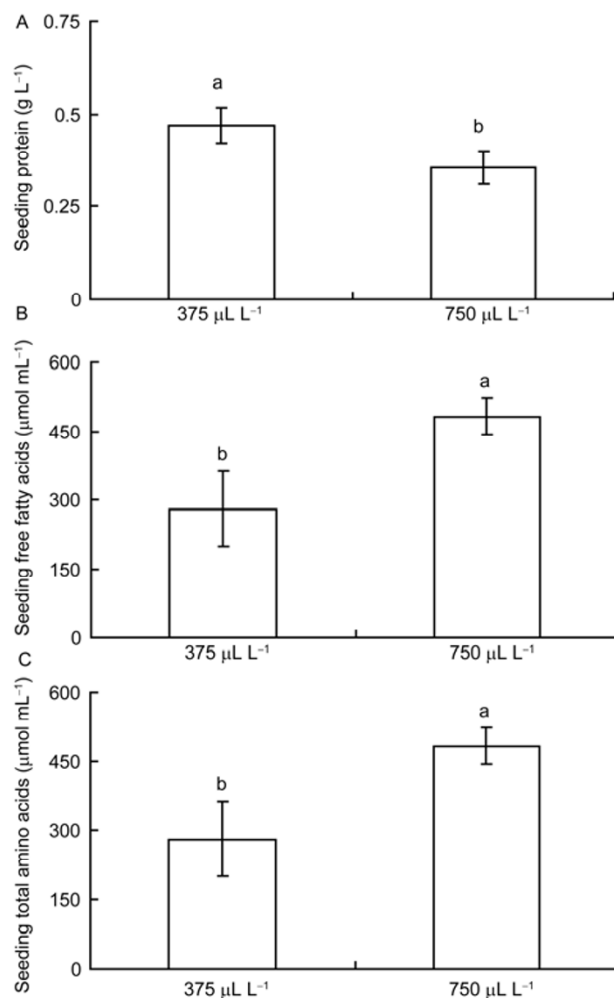 A
Seeding protein (g L⁻¹)
0.75
0.5
0.25
0
a
b
375 µL L⁻¹
750 µL L⁻¹
B
Seeding free fatty acids (µmol mL⁻¹)
600
450
300
150
0
b
a
375 µL L⁻¹
750 µL L⁻¹
C
Seeding total amino acids (µmol mL⁻¹)
600
450
300
150
0
b
a
375 µL L⁻¹
750 µL L⁻¹